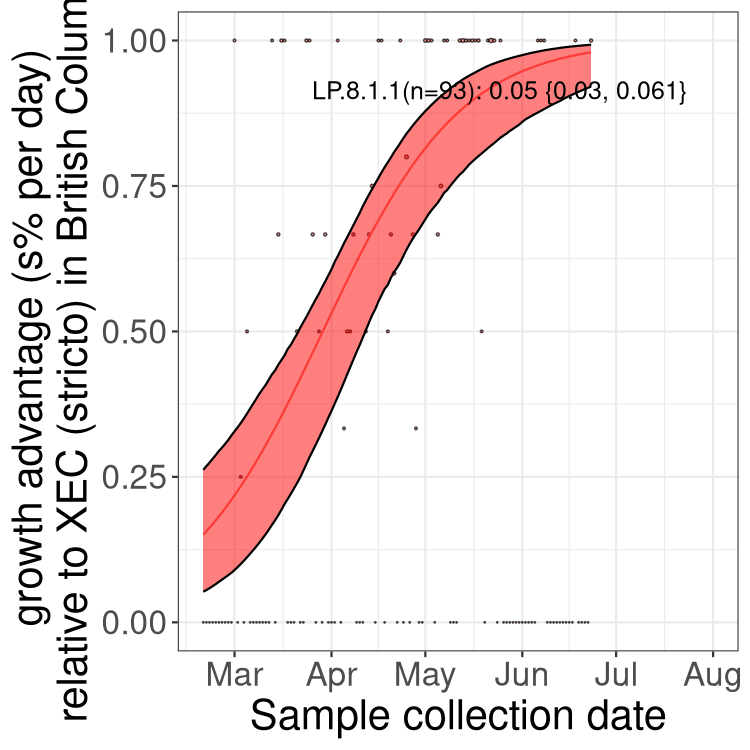 growth advantage (s% per day)
relative to XEC (stricto) in British Colum
1.00
0.75
0.50
0.25
0.00
LP.8.1.1(n=93): 0.05 {0.03, 0.061}
Mar Apr May Jun Jul Aug
Sample collection date